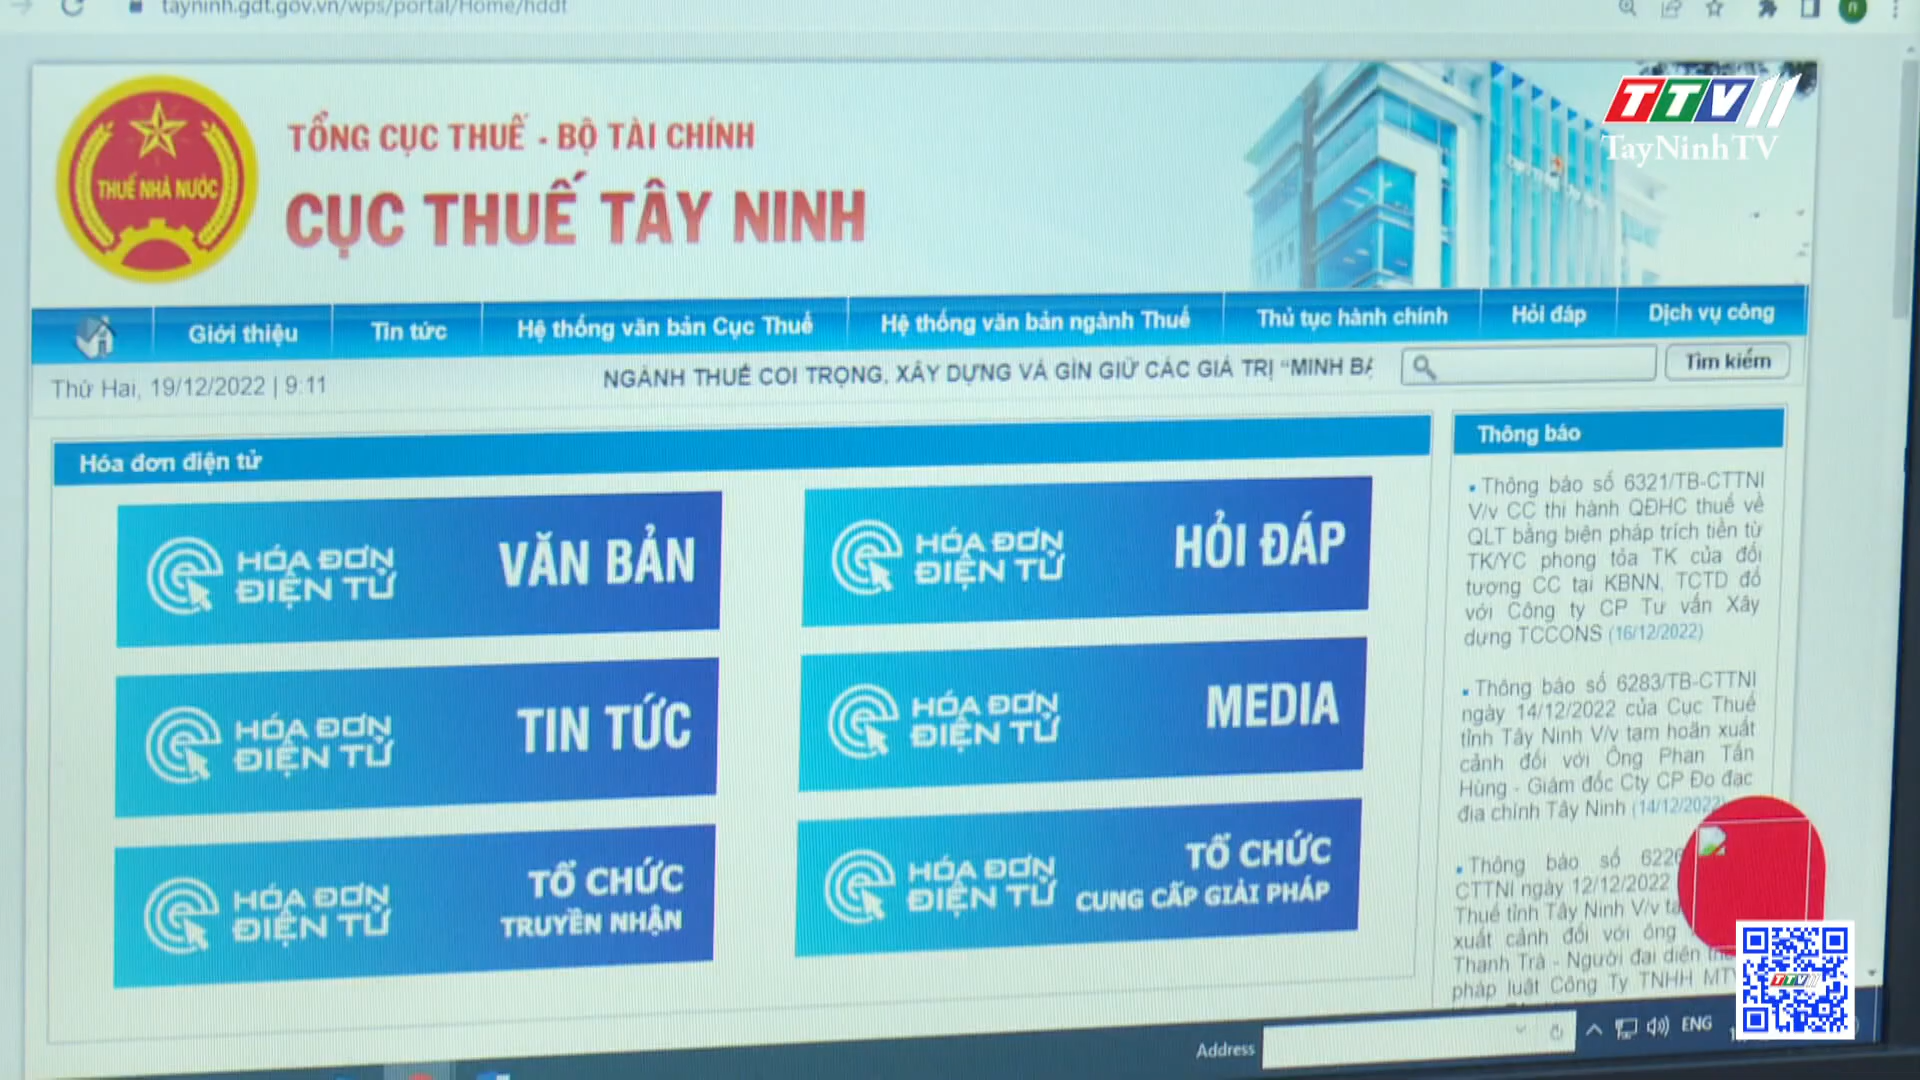 tayninh.gdt.gov.vn/wps/portal/Home/hddt
TTV11
TayNinhTV
THUẾ NHÀ NƯỚC
TỔNG CỤC THUẾ - BỘ TÀI CHÍNH
CỤC THUẾ TÂY NINH
Giới thiệu
Tin tức
Hệ thống văn bản Cục Thuế
Hệ thống văn bản ngành Thuế
Thủ tục hành chính
Hỏi đáp
Dịch vụ công
Thứ Hai, 19/12/2022 | 9:11
NGÀNH THUẾ COI TRỌNG, XÂY DỰNG VÀ GÌN GIỮ CÁC GIÁ TRỊ "MINH BẠ
Tìm kiếm
Hóa đơn điện tử
HÓA ĐƠN
ĐIỆN TỬ
VĂN BẢN
HÓA ĐƠN
ĐIỆN TỬ
HỎI ĐÁP
HÓA ĐƠN
ĐIỆN TỬ
TIN TỨC
HÓA ĐƠN
ĐIỆN TỬ
MEDIA
HÓA ĐƠN
ĐIỆN TỬ
TỔ CHỨC
TRUYỀN NHẬN
HÓA ĐƠN
ĐIỆN TỬ
TỔ CHỨC
CUNG CẤP GIẢI PHÁP
Thông báo
Thông báo số 6321/TB-CTTNI
V/v CC thi hành QĐHC thuế về
QLT bằng biện pháp trích tiền từ
TK/YC phong tỏa TK của đối
tượng CC tại KBNN, TCTD đố
với Công ty CP Tư vấn Xây
dựng TCCONS (16/12/2022)
Thông báo số 6283/TB-CTTNI
ngày 14/12/2022 của Cục Thuế
tỉnh Tây Ninh V/v tạm hoãn xuất
cảnh đối với Ông Phan Tấn
Hùng - Giám đốc Cty CP Đo đạc
địa chính Tây Ninh (14/12/2022)
Thông báo số
CTTNI ngày 12/12/2022
Thuế tỉnh Tây Ninh V/v
xuất cảnh đối với ông
Thanh Trà - Người đại diện
pháp luật Công Ty TNHH
Address
ENG
TTV11